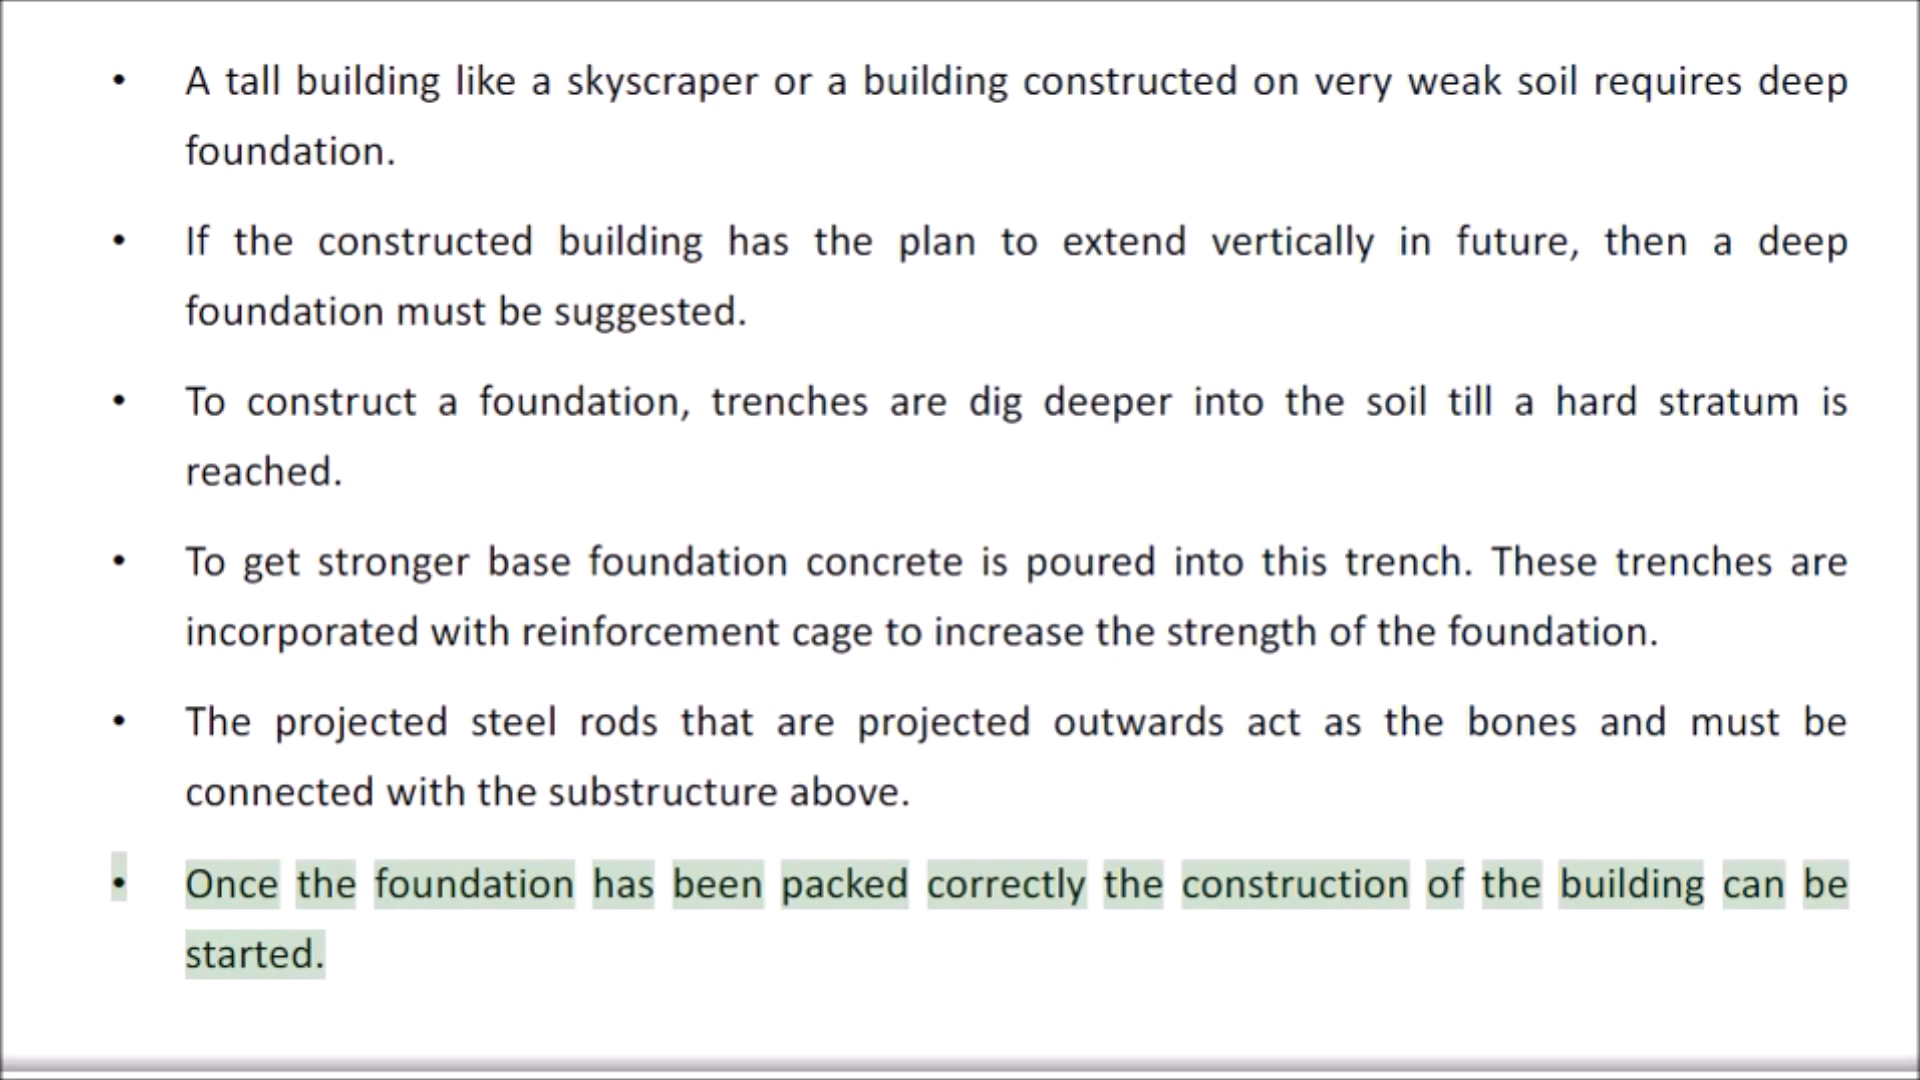 • A tall building like a skyscraper or a building constructed on very weak soil requires deep
foundation.
• If the constructed building has the plan to extend vertically in future, then a deep
foundation must be suggested.
• To construct a foundation, trenches are dig deeper into the soil till a hard stratum is
reached.
• To get stronger base foundation concrete is poured into this trench. These trenches are
incorporated with reinforcement cage to increase the strength of the foundation.
• The projected steel rods that are projected outwards act as the bones and must be
connected with the substructure above.
• Once the foundation has been packed correctly the construction of the building can be
started.